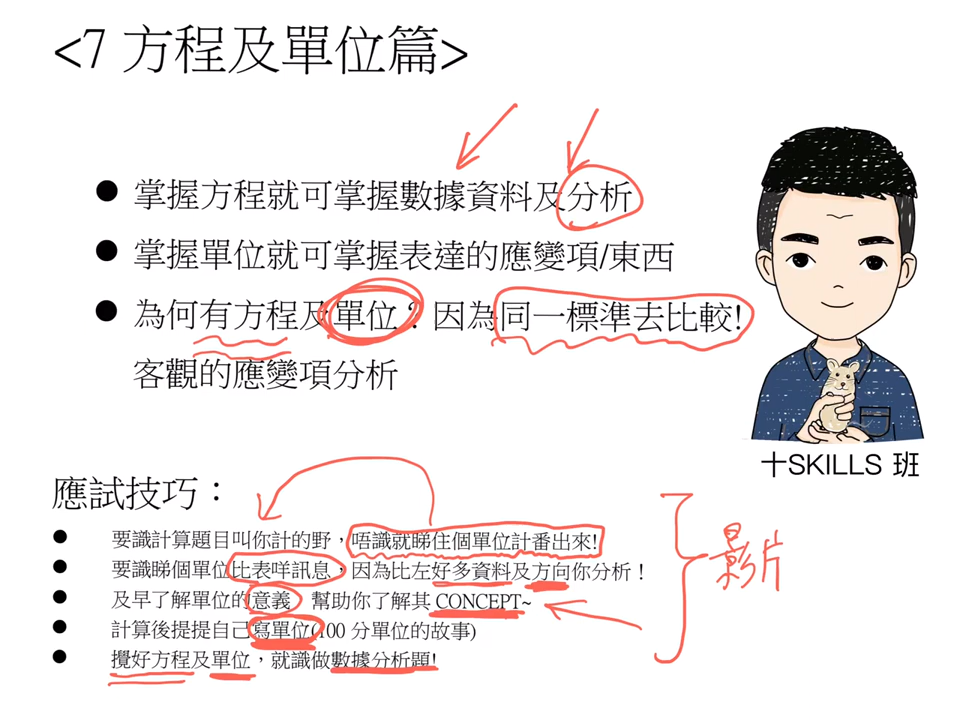 <7 方程及單位篇>
● 掌握方程就可掌握數據資料及分析
● 掌握單位就可掌握表達的應變項/東西
● 為何有方程及單位？因為同一標準去比較!
客觀的應變項分析
十SKILLS 班
應試技巧：
● 要識計算題目叫你計的野，唔識就睇住個單位計番出來!
● 要識睇個單位比表咩訊息，因為比左好多資料及方向你分析！
● 及早了解單位的意義 幫助你了解其 CONCEPT~
● 計算後提提自己寫單位(100 分單位的故事)
● 攪好方程及單位，就識做數據分析題!
影片